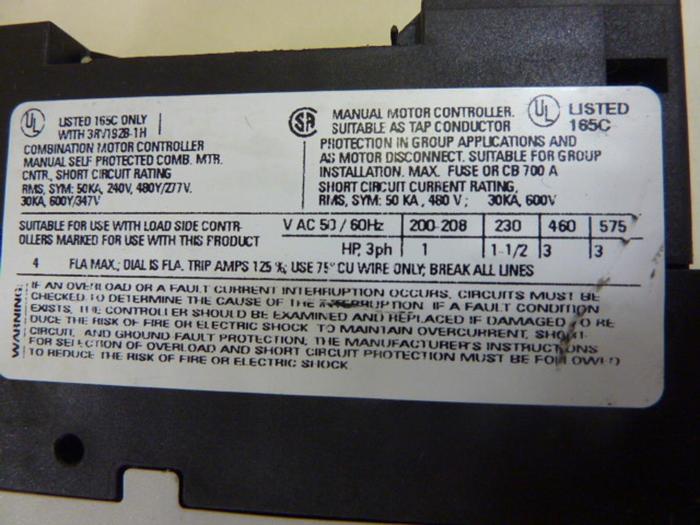 UL LISTED 165C ONLY
WITH 3RV1928-1H
COMBINATION MOTOR CONTROLLER
MANUAL SELF PROTECTED COMB. MTR.
CNTR., SHORT CIRCUIT RATING
RMS, SYM: 50KA, 240V, 480Y/277V.
30KA, 600Y/347V
SA MANUAL MOTOR CONTROLLER. UL LISTED
SUITABLE AS TAP CONDUCTOR 165C
PROTECTION IN GROUP APPLICATIONS AND
AS MOTOR DISCONNECT. SUITABLE FOR GROUP
INSTALLATION. MAX. FUSE OR CB 700 A
SHORT CIRCUIT CURRENT RATING,
RMS, SYM: 50 KA, 480 V; 30KA, 600V
SUITABLE FOR USE WITH LOAD SIDE CONTR-
OLLERS MARKED FOR USE WITH THIS PRODUCT
V AC 50/60Hz 200-208 230 460 575
HP, 3ph 1 1-1/2 3 3
4 FLA MAX.; DIAL IS FLA. TRIP AMPS 125 %; USE 75° CU WIRE ONLY; BREAK ALL LINES
WARNING: IF AN OVERLOAD OR A FAULT CURRENT INTERRUPTION OCCURS, CIRCUITS MUST BE
CHECKED TO DETERMINE THE CAUSE OF THE INTERRUPTION. IF A FAULT CONDITION
EXISTS, THE CONTROLLER SHOULD BE EXAMINED AND REPLACED IF DAMAGED TO RE
DUCE THE RISK OF FIRE OR ELECTRIC SHOCK. TO MAINTAIN OVERCURRENT, SHORT-
CIRCUIT, AND GROUND FAULT PROTECTION, THE MANUFACTURER'S INSTRUCTIONS
FOR SELECTION OF OVERLOAD AND SHORT CIRCUIT PROTECTION MUST BE FOLLOWED
TO REDUCE THE RISK OF FIRE OR ELECTRIC SHOCK.